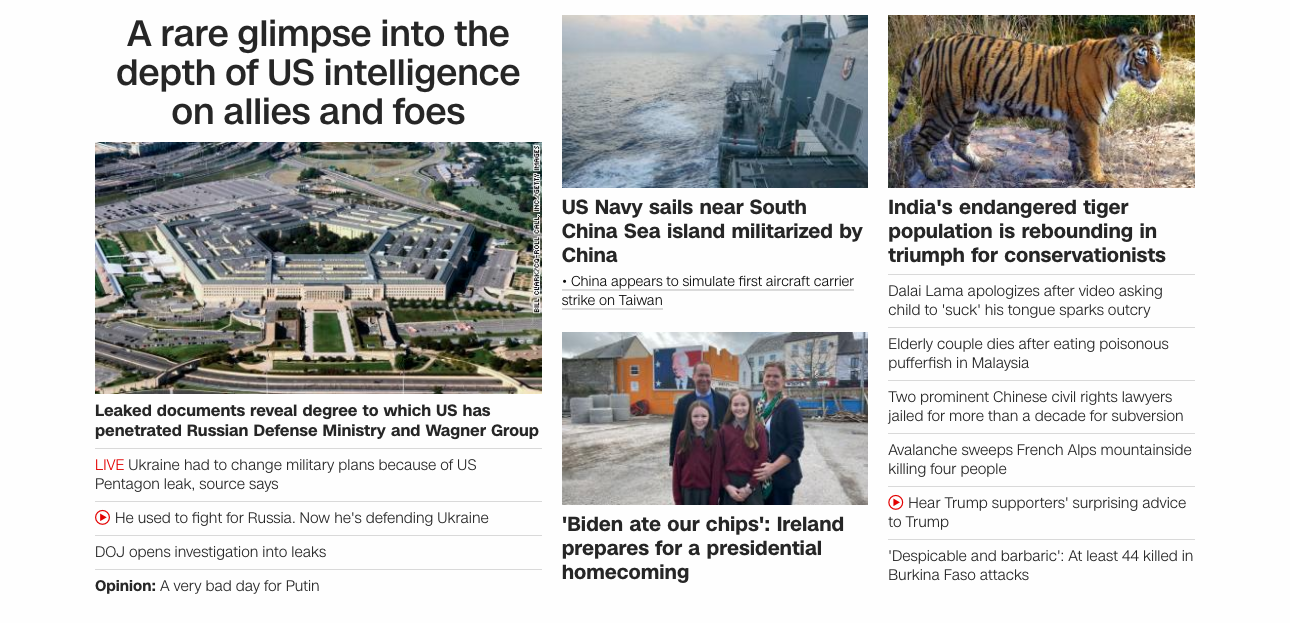 A rare glimpse into the
depth of US intelligence
on allies and foes
BILL CLARK/CQ-ROLL CALL, INC./GETTY IMAGES
Leaked documents reveal degree to which US has
penetrated Russian Defense Ministry and Wagner Group
LIVE Ukraine had to change military plans because of US
Pentagon leak, source says
He used to fight for Russia. Now he's defending Ukraine
DOJ opens investigation into leaks
Opinion: A very bad day for Putin
US Navy sails near South
China Sea island militarized by
China
• China appears to simulate first aircraft carrier
strike on Taiwan
'Biden ate our chips': Ireland
prepares for a presidential
homecoming
India's endangered tiger
population is rebounding in
triumph for conservationists
Dalai Lama apologizes after video asking
child to 'suck' his tongue sparks outcry
Elderly couple dies after eating poisonous
pufferfish in Malaysia
Two prominent Chinese civil rights lawyers
jailed for more than a decade for subversion
Avalanche sweeps French Alps mountainside
killing four people
Hear Trump supporters' surprising advice
to Trump
'Despicable and barbaric': At least 44 killed in
Burkina Faso attacks